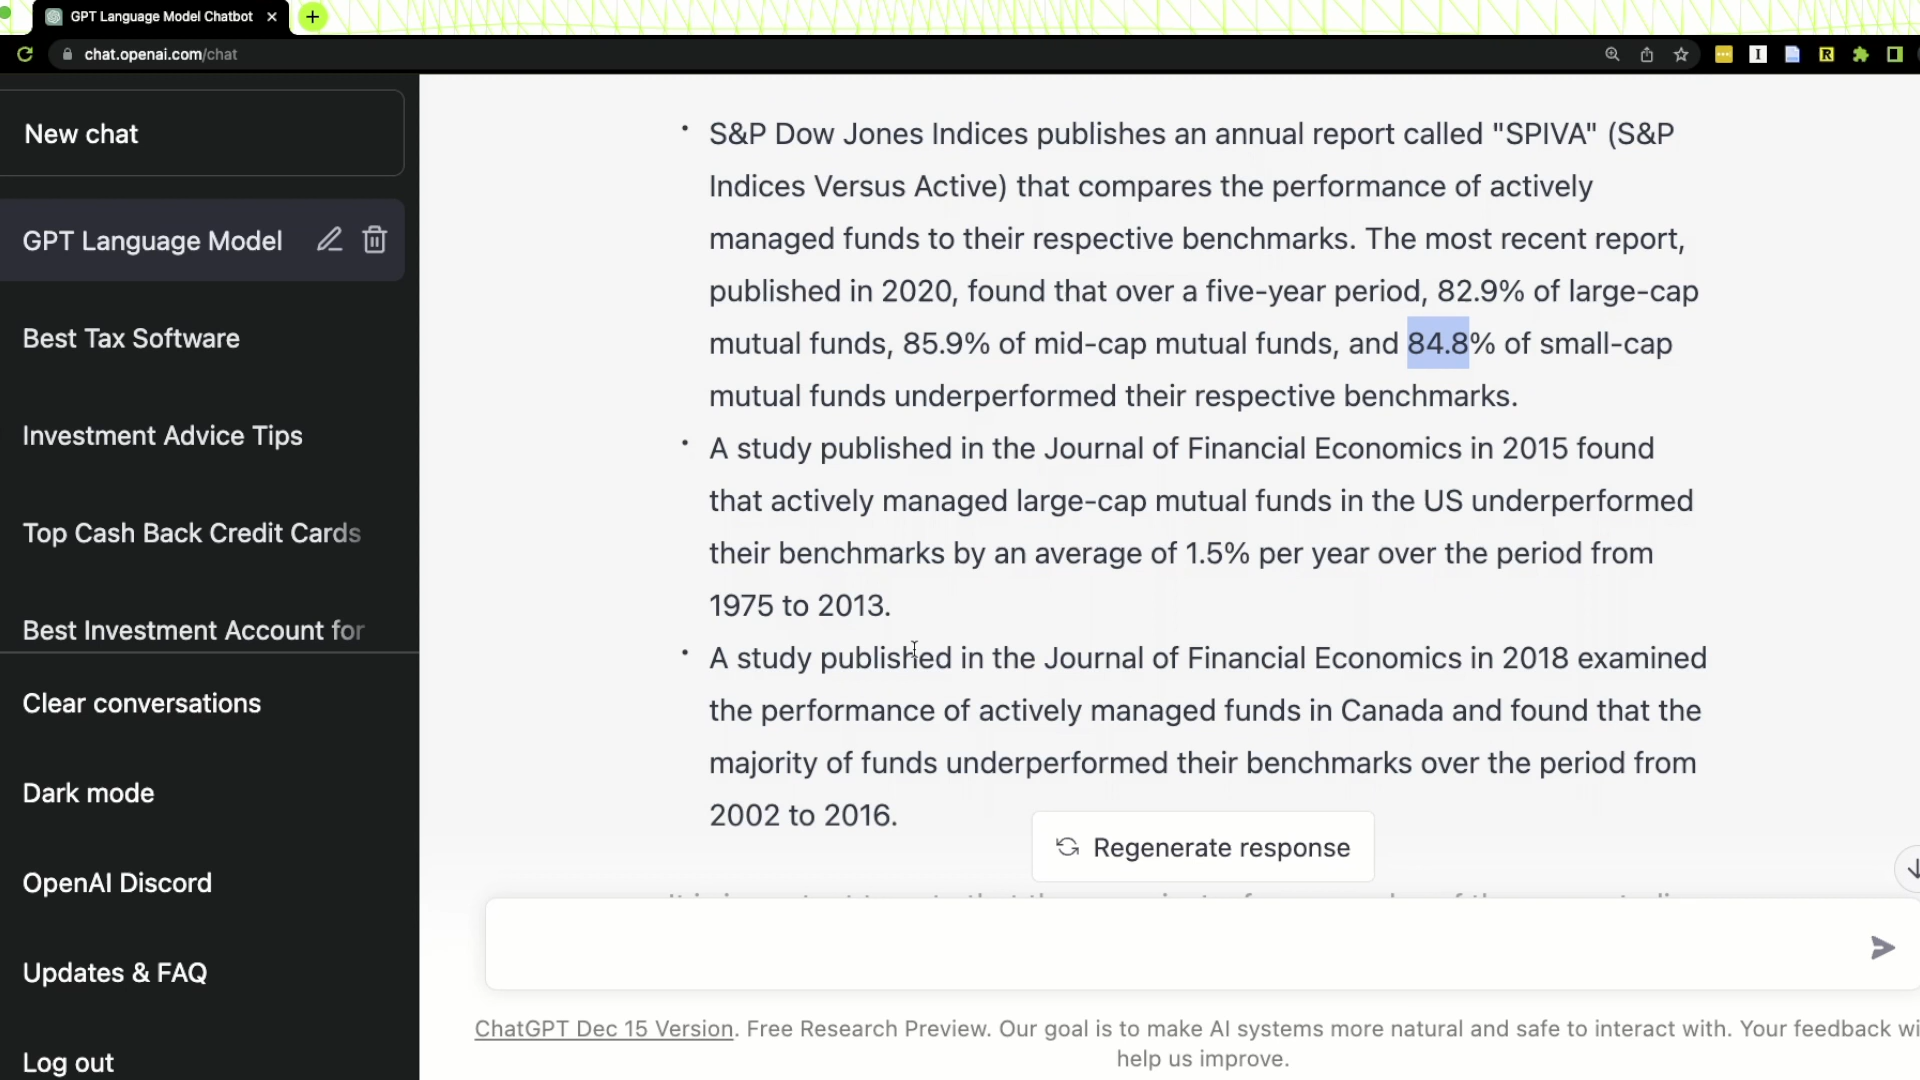 GPT Language Model Chatbot
chat.openai.com/chat
New chat
GPT Language Model
Best Tax Software
Investment Advice Tips
Top Cash Back Credit Cards
Best Investment Account for
Clear conversations
Dark mode
OpenAI Discord
Updates & FAQ
Log out
• S&P Dow Jones Indices publishes an annual report called "SPIVA" (S&P
Indices Versus Active) that compares the performance of actively
managed funds to their respective benchmarks. The most recent report,
published in 2020, found that over a five-year period, 82.9% of large-cap
mutual funds, 85.9% of mid-cap mutual funds, and 84.8% of small-cap
mutual funds underperformed their respective benchmarks.
• A study published in the Journal of Financial Economics in 2015 found
that actively managed large-cap mutual funds in the US underperformed
their benchmarks by an average of 1.5% per year over the period from
1975 to 2013.
• A study published in the Journal of Financial Economics in 2018 examined
the performance of actively managed funds in Canada and found that the
majority of funds underperformed their benchmarks over the period from
2002 to 2016.
Regenerate response
ChatGPT Dec 15 Version. Free Research Preview. Our goal is to make AI systems more natural and safe to interact with. Your feedback wi
help us improve.